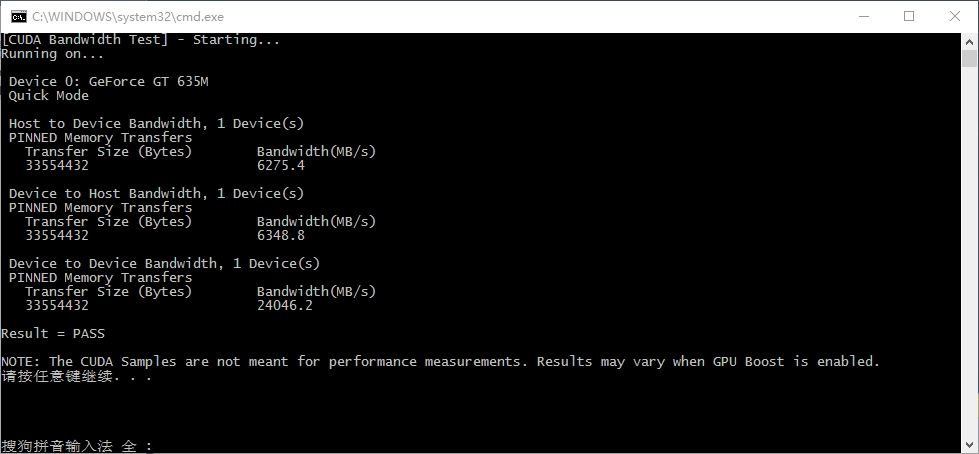 C:\WINDOWS\system32\cmd.exe
[CUDA Bandwidth Test] - Starting...
Running on...
Device 0: GeForce GT 635M
Quick Mode
Host to Device Bandwidth, 1 Device(s)
PINNED Memory Transfers
Transfer Size (Bytes) Bandwidth(MB/s)
33554432 6275.4
Device to Host Bandwidth, 1 Device(s)
PINNED Memory Transfers
Transfer Size (Bytes) Bandwidth(MB/s)
33554432 6348.8
Device to Device Bandwidth, 1 Device(s)
PINNED Memory Transfers
Transfer Size (Bytes) Bandwidth(MB/s)
33554432 24046.2
Result = PASS
NOTE: The CUDA Samples are not meant for performance measurements. Results may vary when GPU Boost is enabled.
请按任意键继续. . .
搜狗拼音输入法 全 :